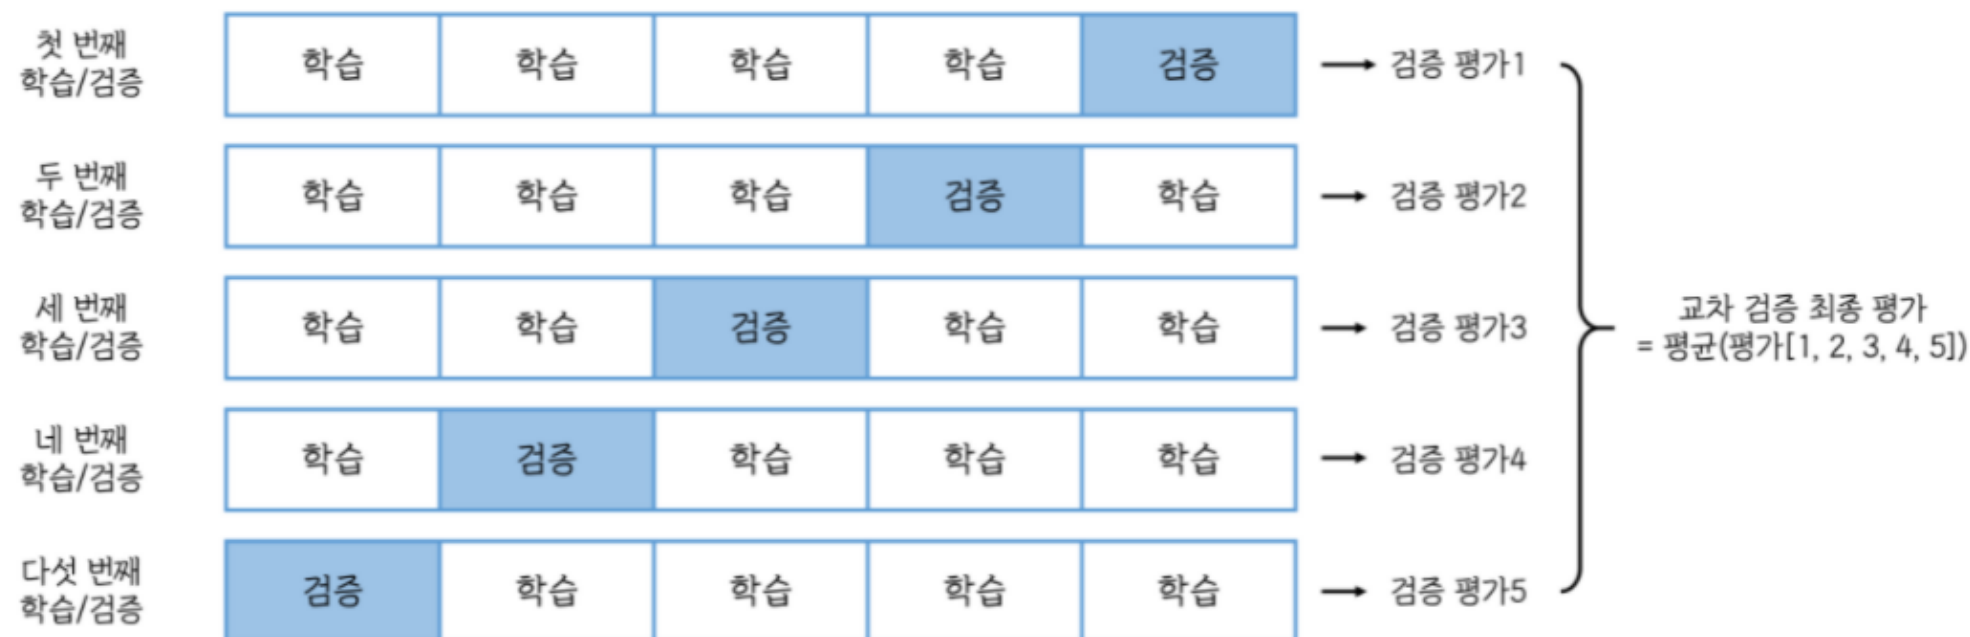 첫 번째
학습/검증
학습 학습 학습 학습 검증 → 검증 평가1
두 번째
학습/검증
학습 학습 학습 검증 학습 → 검증 평가2
세 번째
학습/검증
학습 학습 검증 학습 학습 → 검증 평가3
네 번째
학습/검증
학습 검증 학습 학습 학습 → 검증 평가4
다섯 번째
학습/검증
검증 학습 학습 학습 학습 → 검증 평가5
교차 검증 최종 평가
= 평균(평가[1, 2, 3, 4, 5])